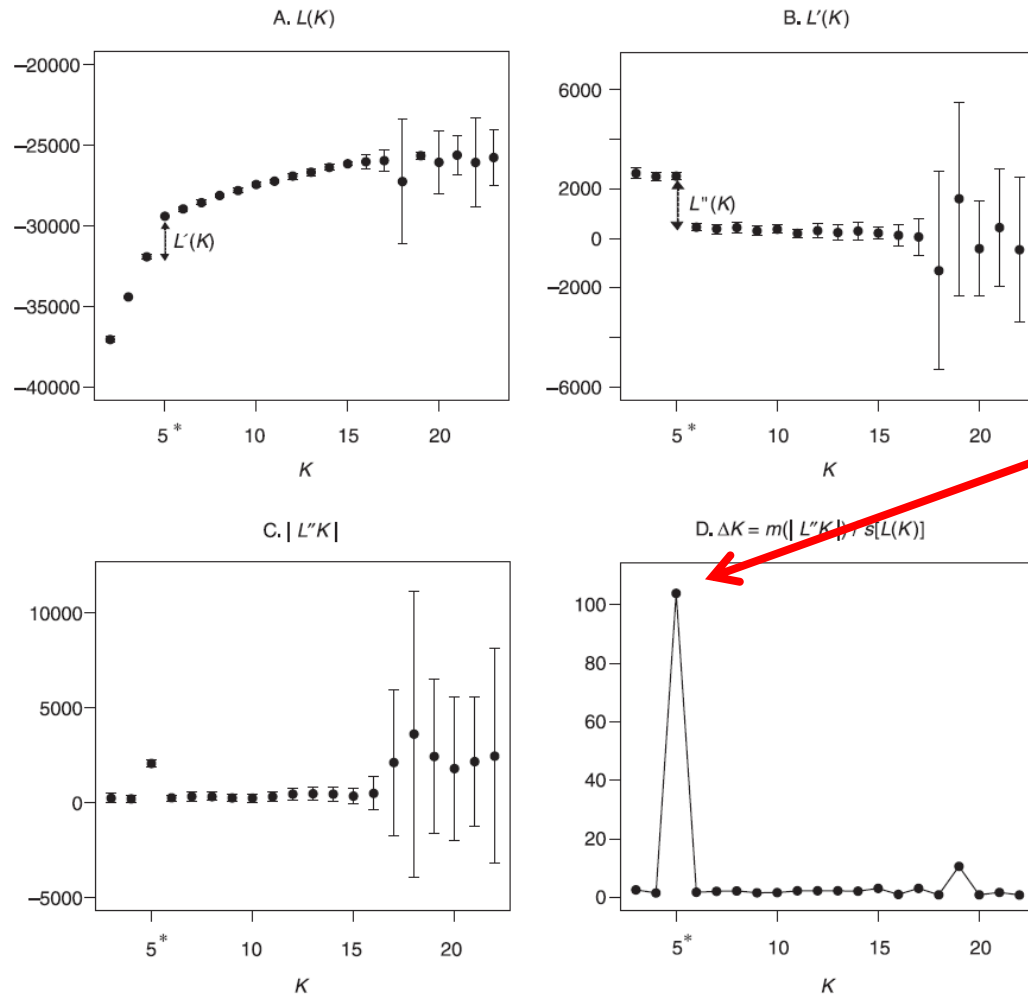 A. L(K)
−20000
−25000
−30000
−35000
−40000
L′(K)
5 * 10 15 20
K
B. L′(K)
6000
2000
0
−2000
−6000
L"(K)
5 * 10 15 20
K
C. | L″K |
10000
5000
0
−5000
5 * 10 15 20
K
D. ΔK = m(| L″K |) / s[L(K)]
100
80
60
40
20
0
5 * 10 15 20
K